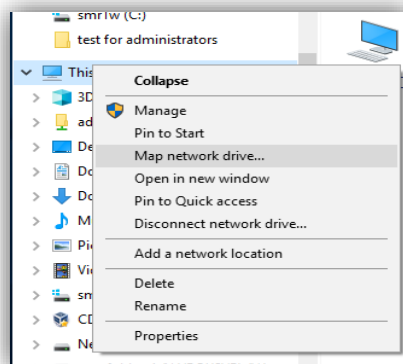 smr1w (C:)
test for administrators
This
Collapse
3D
Manage
ad
Pin to Start
De
Map network drive...
Do
Open in new window
Do
Pin to Quick access
M
Disconnect network drive...
Pi
Add a network location
Vi
sm
Delete
CD
Rename
Ne
Properties